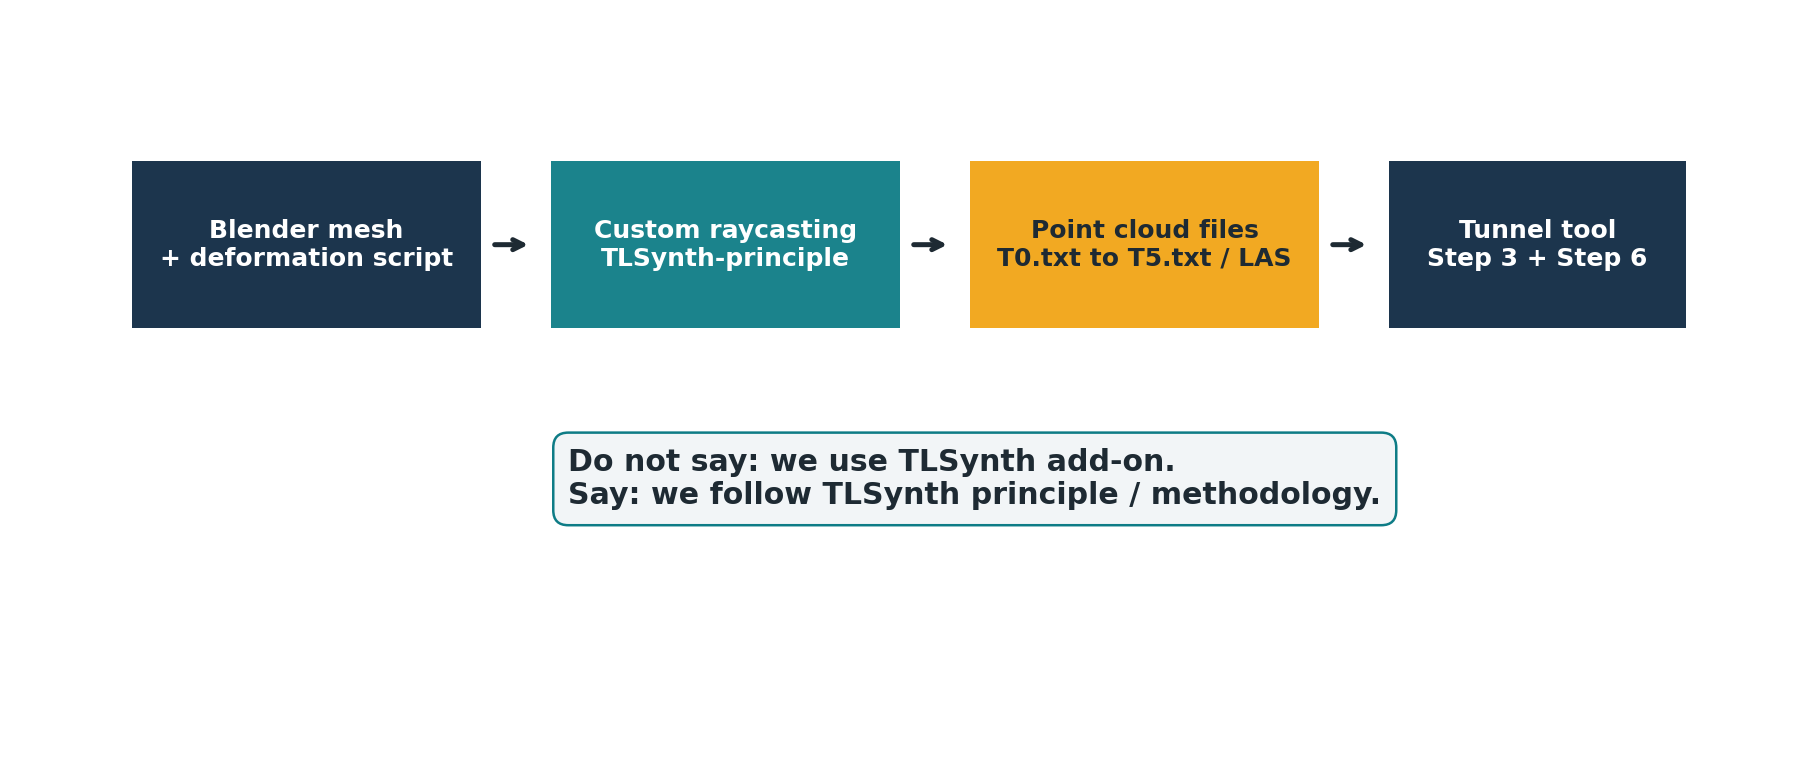 Blender mesh
+ deformation script
Custom raycasting
TLSynth-principle
Point cloud files
T0.txt to T5.txt / LAS
Tunnel tool
Step 3 + Step 6
Do not say: we use TLSynth add-on.
Say: we follow TLSynth principle / methodology.